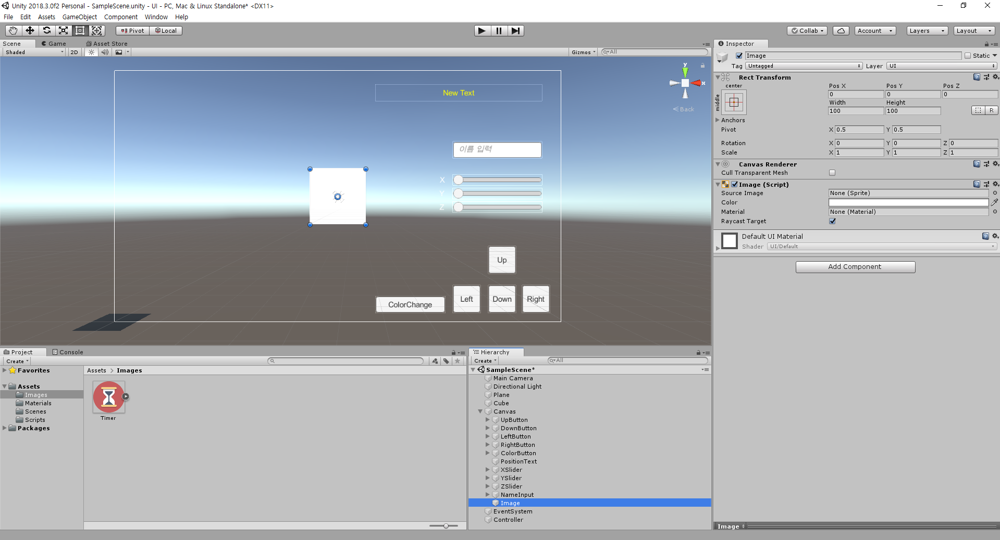 Unity 2018.3.0f2 Personal - SampleScene.unity - UI - PC, Mac & Linux Standalone* <DX11>
File Edit Assets GameObject Component Window Help
Pivot Local
Collab Account Layers Layout
Scene Game Asset Store
Shaded 2D Gizmos All
y
x
Back
New Text
이름 입력
X
Y
Z
Up
Left Down Right
ColorChange
Inspector
Image Static
Tag Untagged Layer UI
Rect Transform
center
middle
Pos X Pos Y Pos Z
0 0 0
Width Height
100 100
R
Anchors
Pivot X 0.5 Y 0.5
Rotation X 0 Y 0 Z 0
Scale X 1 Y 1 Z 1
Canvas Renderer
Cull Transparent Mesh
Image (Script)
Source Image None (Sprite)
Color
Material None (Material)
Raycast Target
Default UI Material
Shader UI/Default
Add Component
Image
Project Console
Create
Favorites
Assets
Images
Materials
Scenes
Scripts
Packages
Assets > Images
Timer
Hierarchy
Create All
SampleScene*
Main Camera
Directional Light
Plane
Cube
Canvas
UpButton
DownButton
LeftButton
RightButton
ColorButton
PositionText
XSlider
YSlider
ZSlider
NameInput
Image
EventSystem
Controller